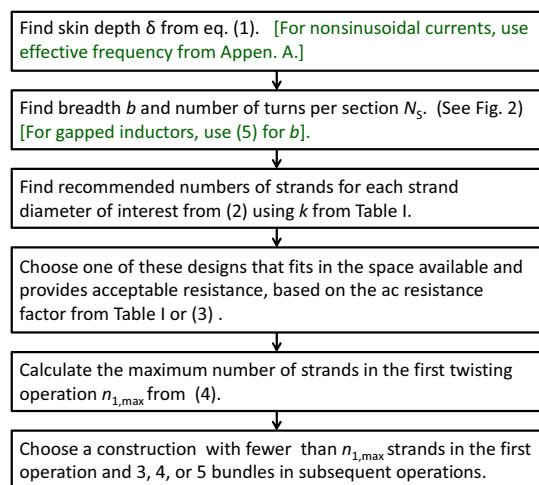 Find skin depth δ from eq. (1). [For nonsinusoidal currents, use
effective frequency from Appen. A.]
Find breadth b and number of turns per section NS. (See Fig. 2)
[For gapped inductors, use (5) for b].
Find recommended numbers of strands for each strand
diameter of interest from (2) using k from Table I.
Choose one of these designs that fits in the space available and
provides acceptable resistance, based on the ac resistance
factor from Table I or (3) .
Calculate the maximum number of strands in the first twisting
operation n1,max from (4).
Choose a construction with fewer than n1,max strands in the first
operation and 3, 4, or 5 bundles in subsequent operations.